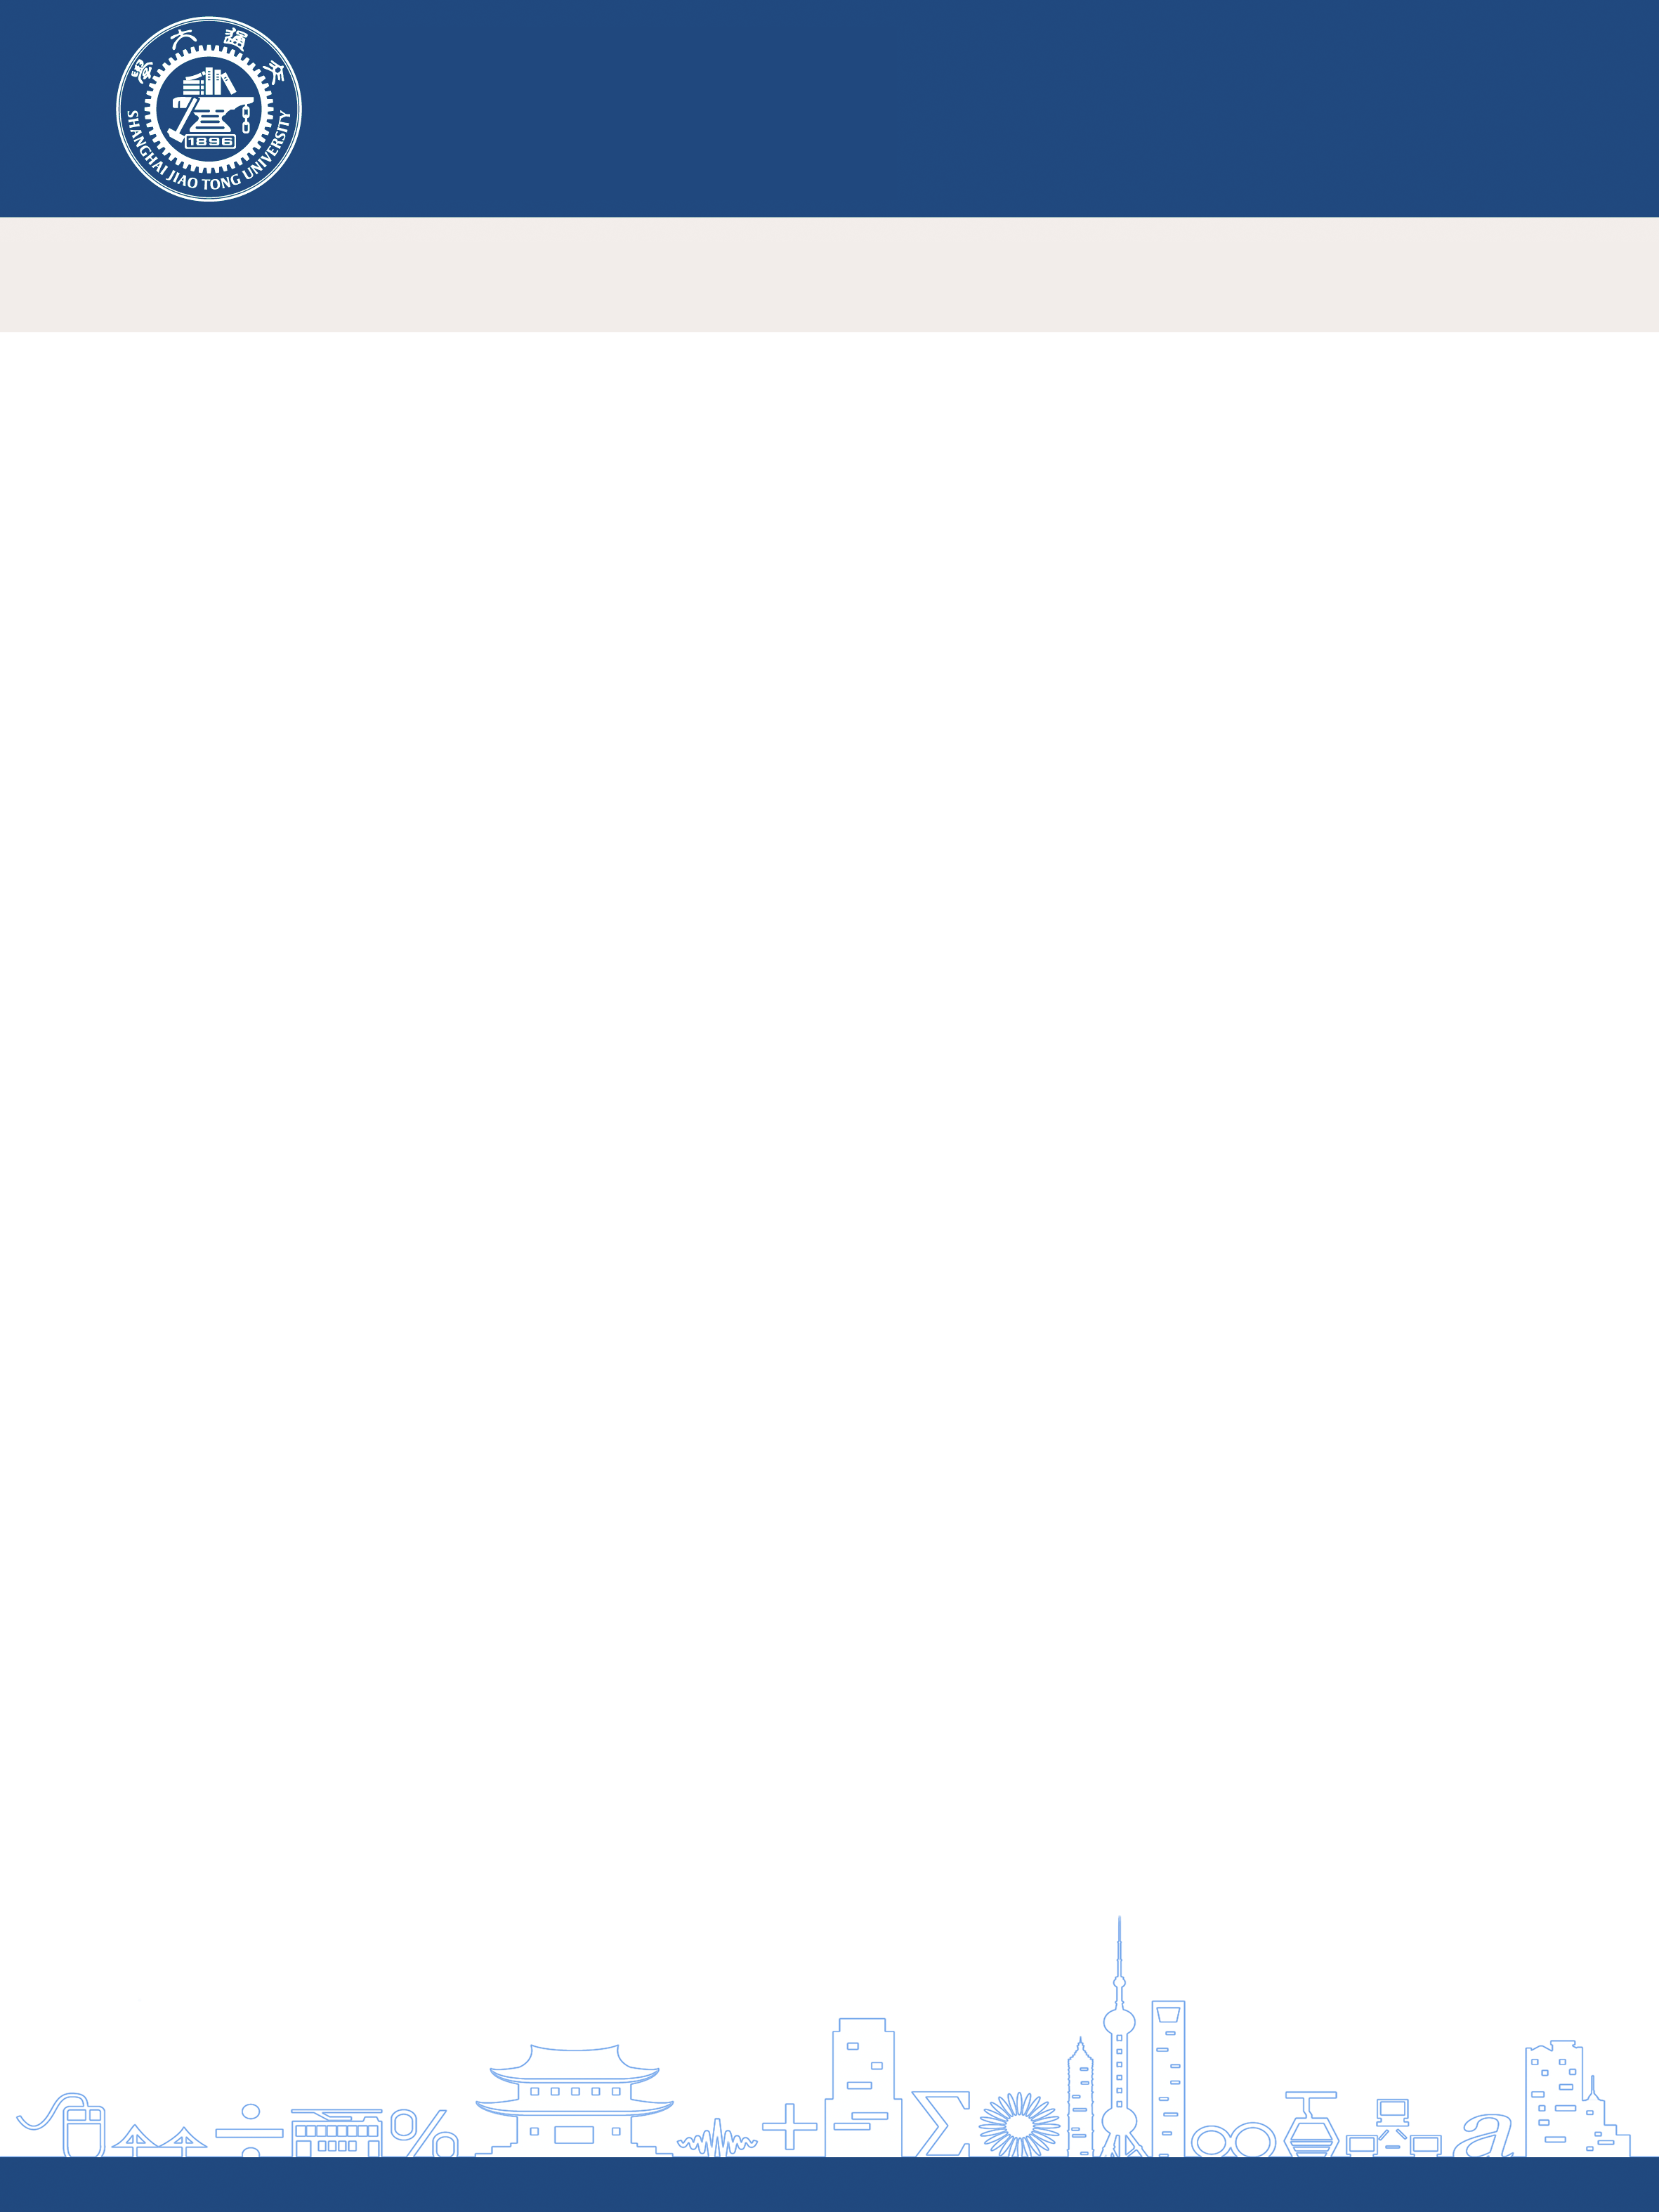 學大通交
1896
SHANGHAI JIAO TONG UNIVERSITY
%
+
Σ
a